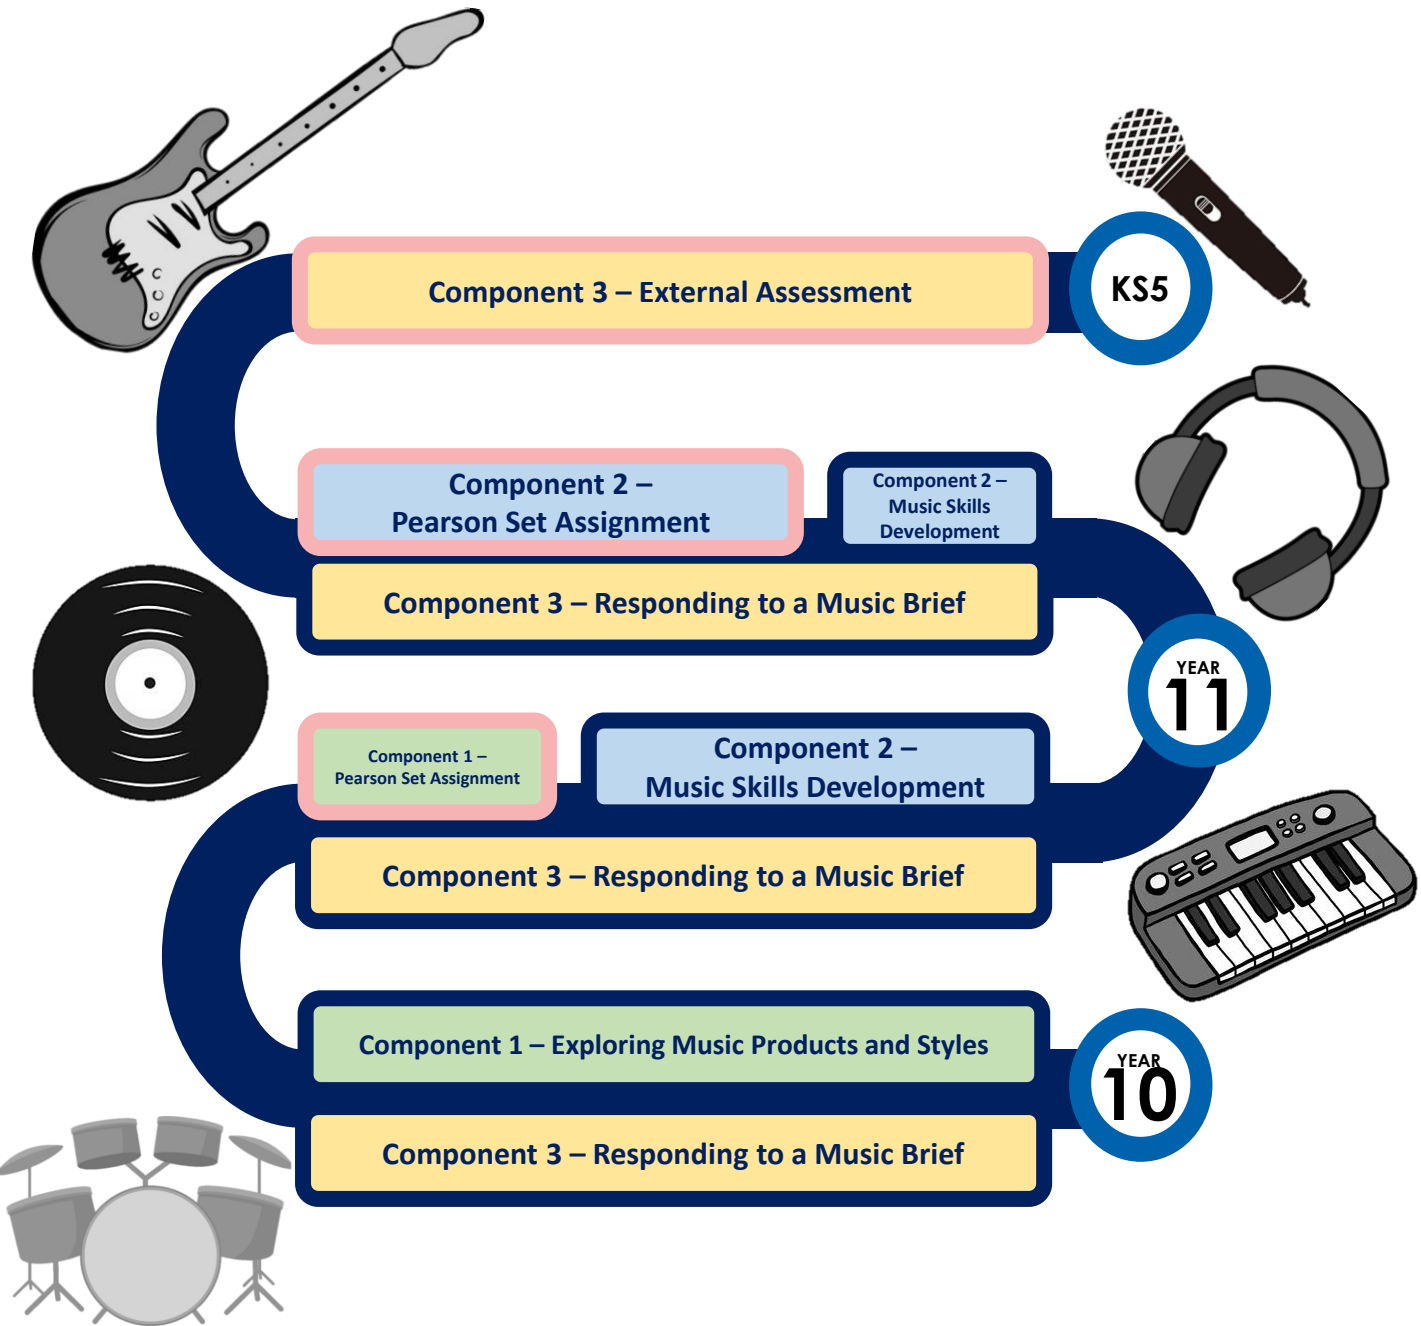 Component 3 – External Assessment
KS5
Component 2 –
Pearson Set Assignment
Component 2 –
Music Skills
Development
Component 3 – Responding to a Music Brief
YEAR
11
Component 1 –
Pearson Set Assignment
Component 2 –
Music Skills Development
Component 3 – Responding to a Music Brief
Component 1 – Exploring Music Products and Styles
YEAR
10
Component 3 – Responding to a Music Brief